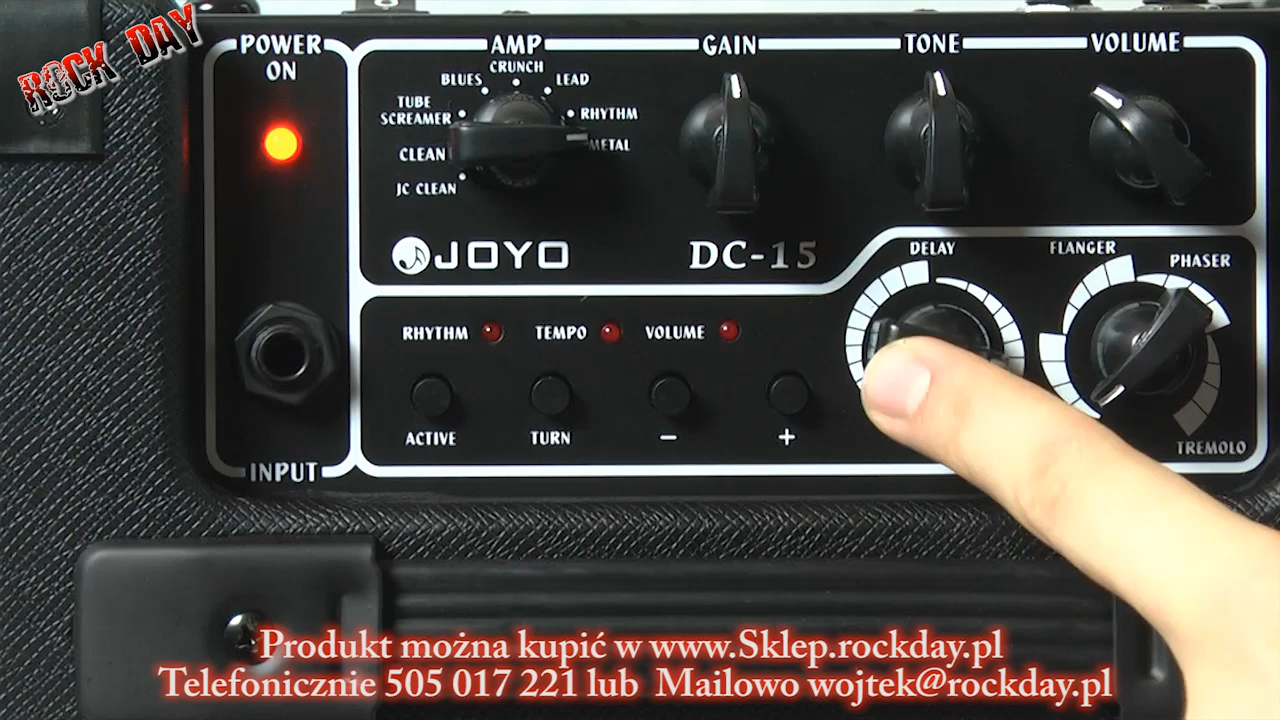 ROCK DAY
POWER
ON
AMP
GAIN
TONE
VOLUME
CRUNCH
BLUES
LEAD
TUBE
SCREAMER
RHYTHM
METAL
CLEAN
JC CLEAN
JOYO
DC-15
DELAY
FLANGER
PHASER
RHYTHM
TEMPO
VOLUME
ACTIVE
TURN
-
+
TREMOLO
INPUT
Produkt można kupić w www.Sklep.rockday.pl
Telefonicznie 505 017 221 lub Mailowo wojtek@rockday.pl